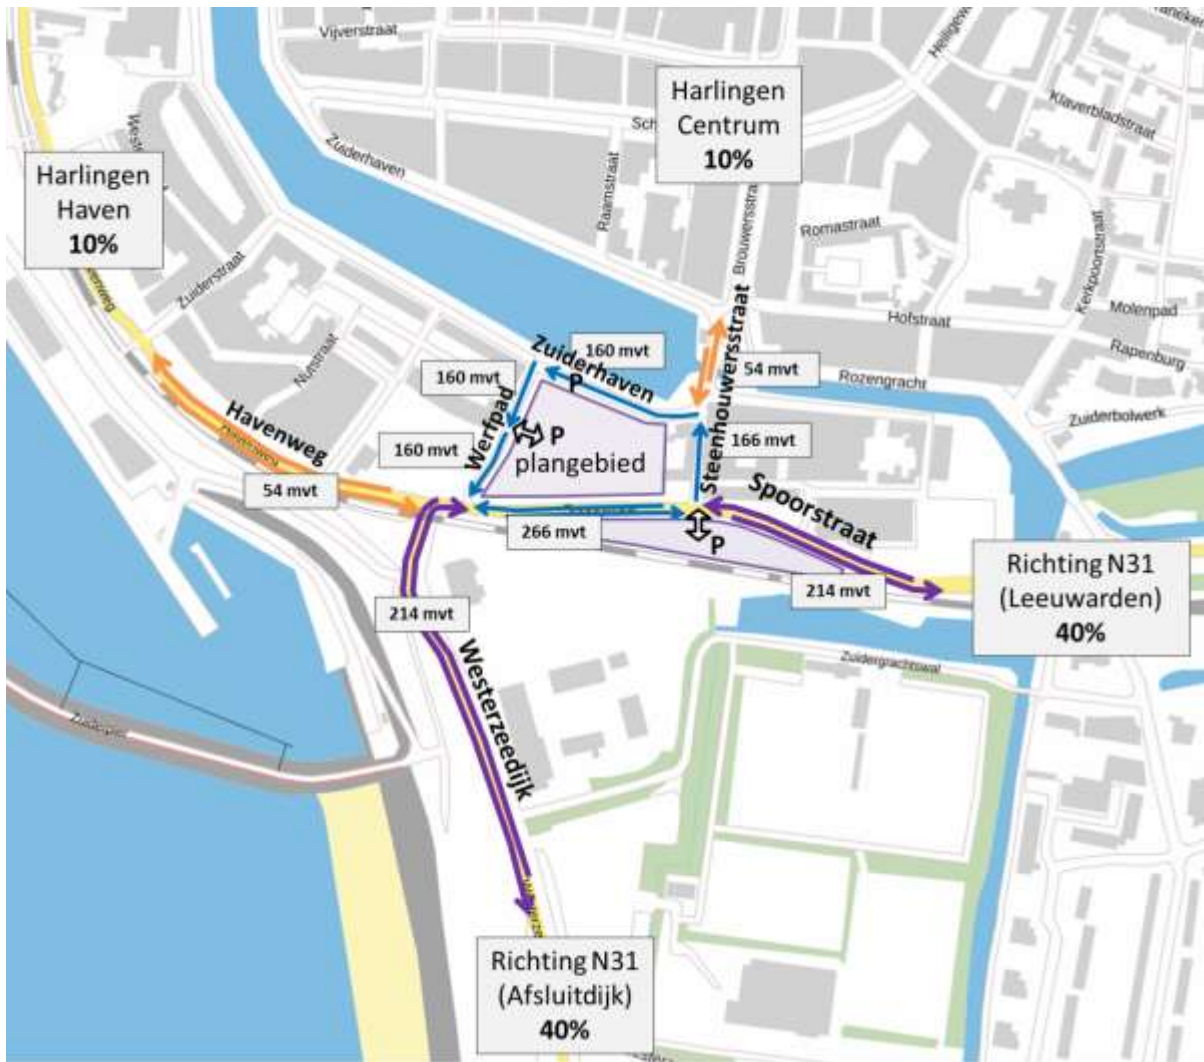 Vijverstraat
Heiligewe
Klaverbladstraat
Harlingen
Centrum
10%
Sch
Zuiderhaven
Raamstraat
Harlingen
Haven
10%
Brouwersstraat
Romastraat
Kerkpoortstraat
Molenpad
Hofstraat
Rapenburg
Zuiderstraat
Nutstraat
Zuiderhaven
160 mvt
54 mvt
Rozengracht
Zuiderbolwerk
160 mvt
P
Werfpad
Steenhouwersstraat
Havenweg
P
160 mvt
plangebied
166 mvt
54 mvt
Spoorstraat
266 mvt
P
214 mvt
Richting N31
(Leeuwarden)
40%
214 mvt
Westerzeedijk
Zuidergrachtswal
Richting N31
(Afsluitdijk)
40%